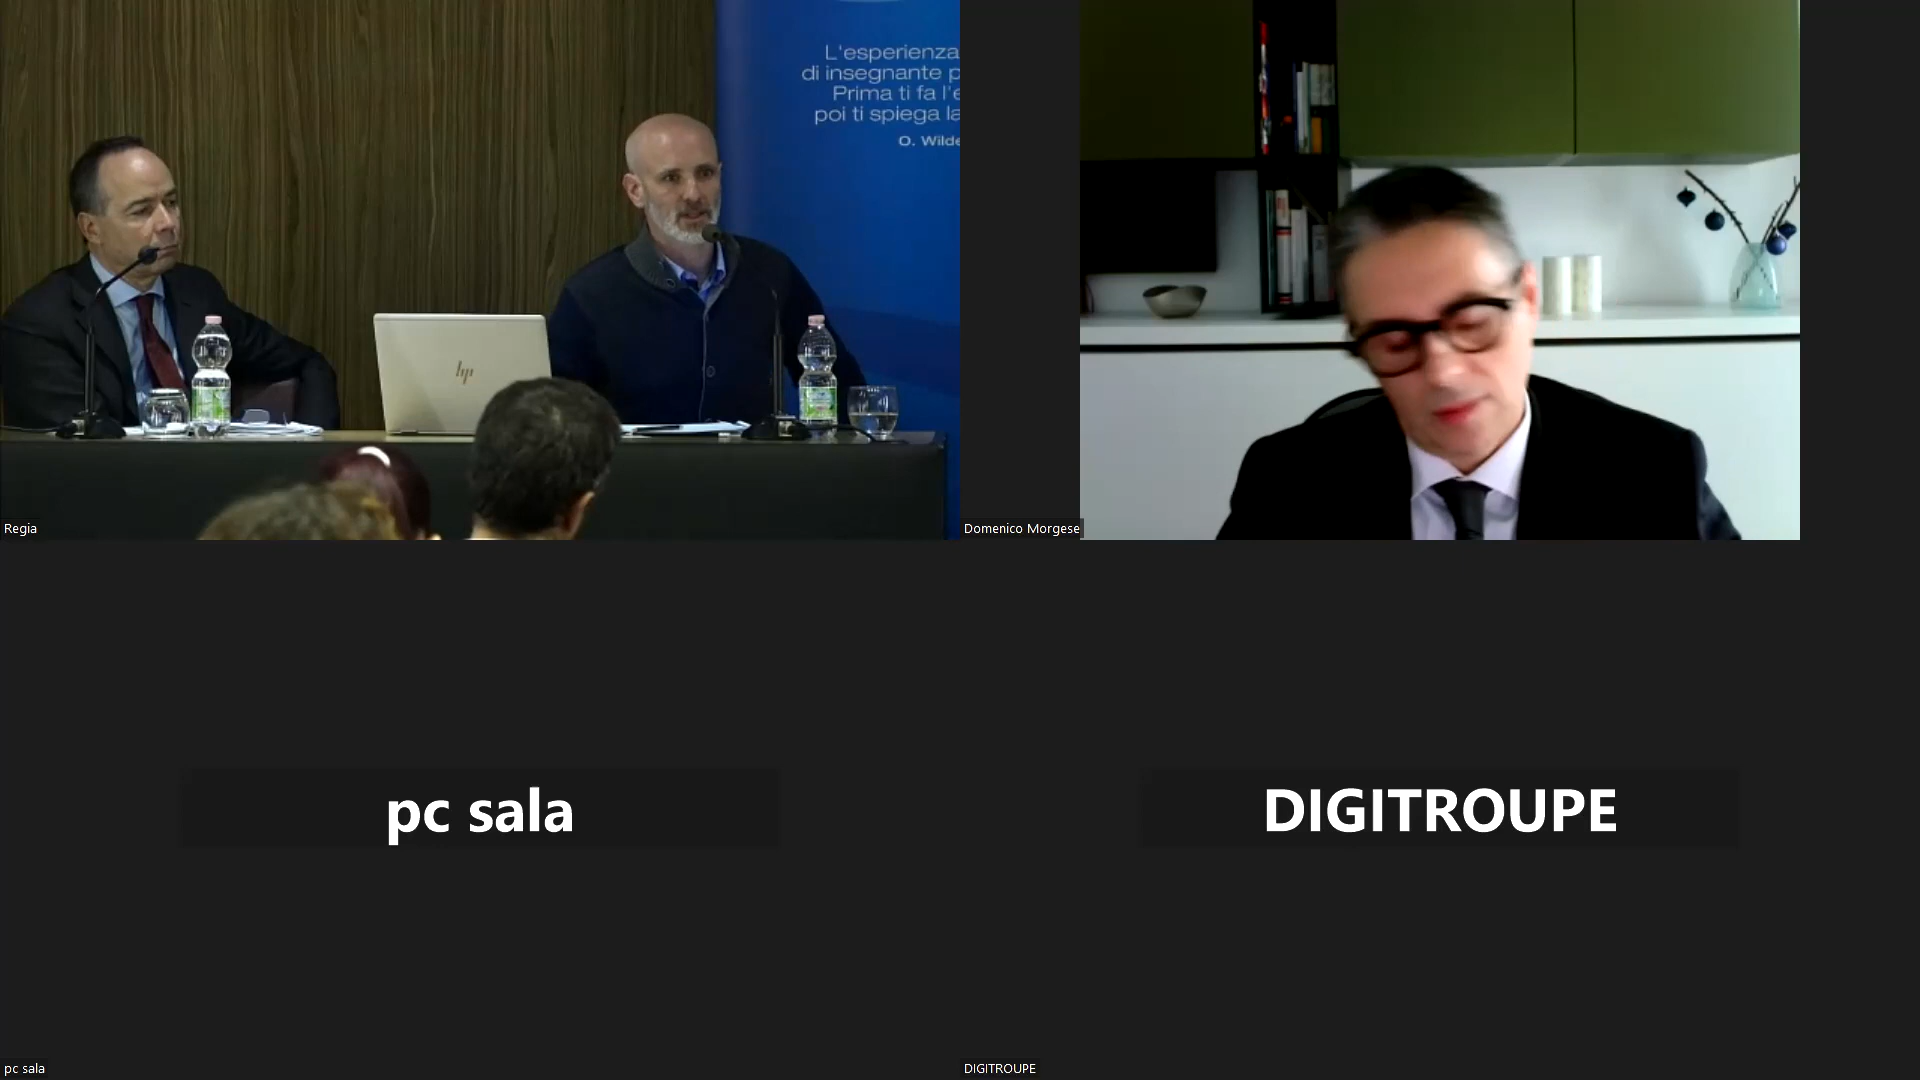 L'esperienza
di insegnante
Prima ti fa l'
poi ti spiega
O. Wilde
hp
Regia
Domenico Morgese
pc sala
DIGITROUPE
pc sala
DIGITROUPE